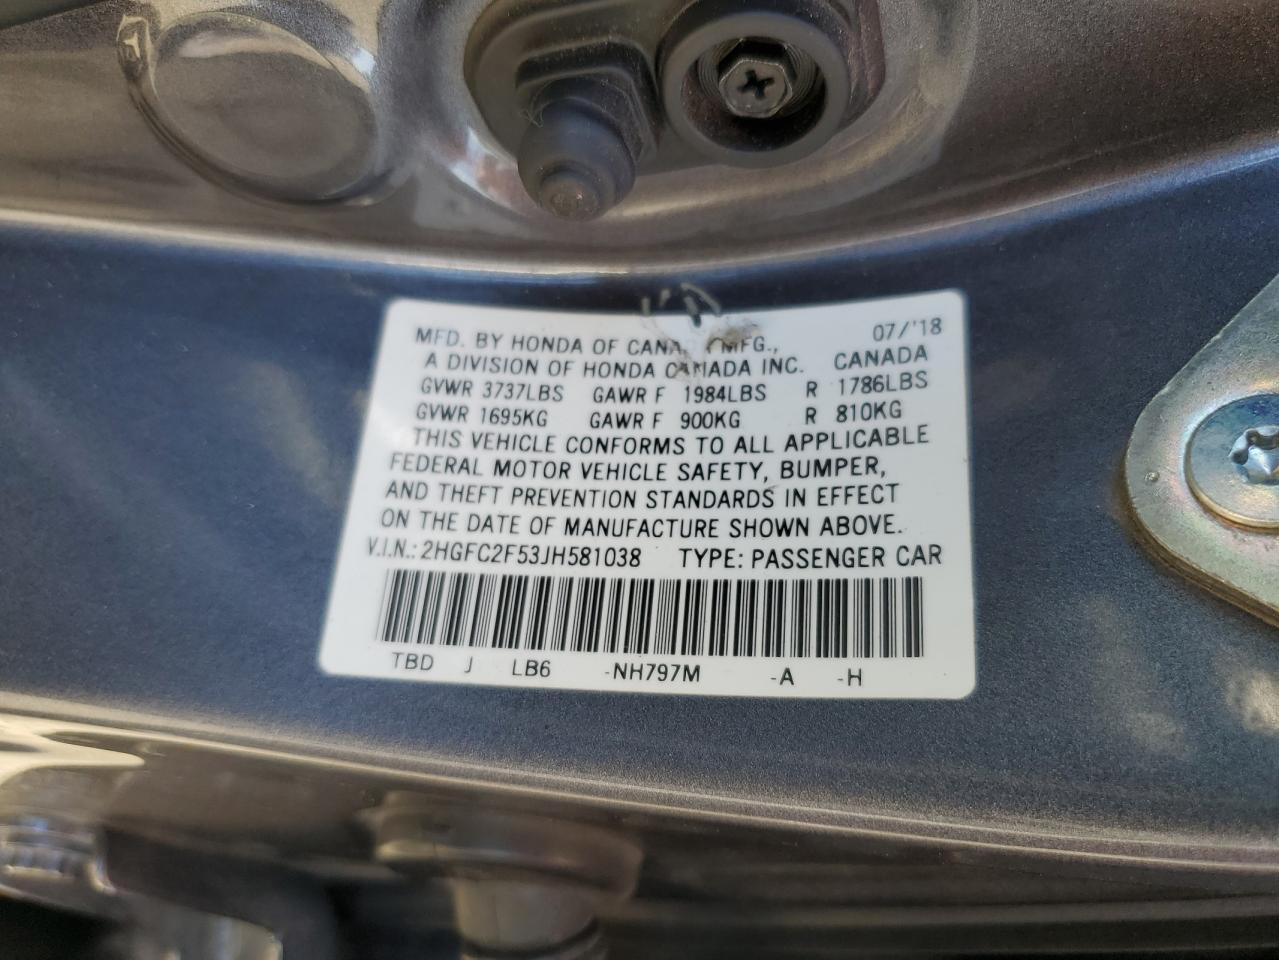 MFD. BY HONDA OF CANADA MFG., 07/'18
A DIVISION OF HONDA CANADA INC. CANADA
GVWR 3737LBS GAWR F 1984LBS R 1786LBS
GVWR 1695KG GAWR F 900KG R 810KG
THIS VEHICLE CONFORMS TO ALL APPLICABLE
FEDERAL MOTOR VEHICLE SAFETY, BUMPER,
AND THEFT PREVENTION STANDARDS IN EFFECT
ON THE DATE OF MANUFACTURE SHOWN ABOVE.
V.I.N.: 2HGFC2F53JH581038 TYPE: PASSENGER CAR
TBD J LB6 -NH797M -A -H